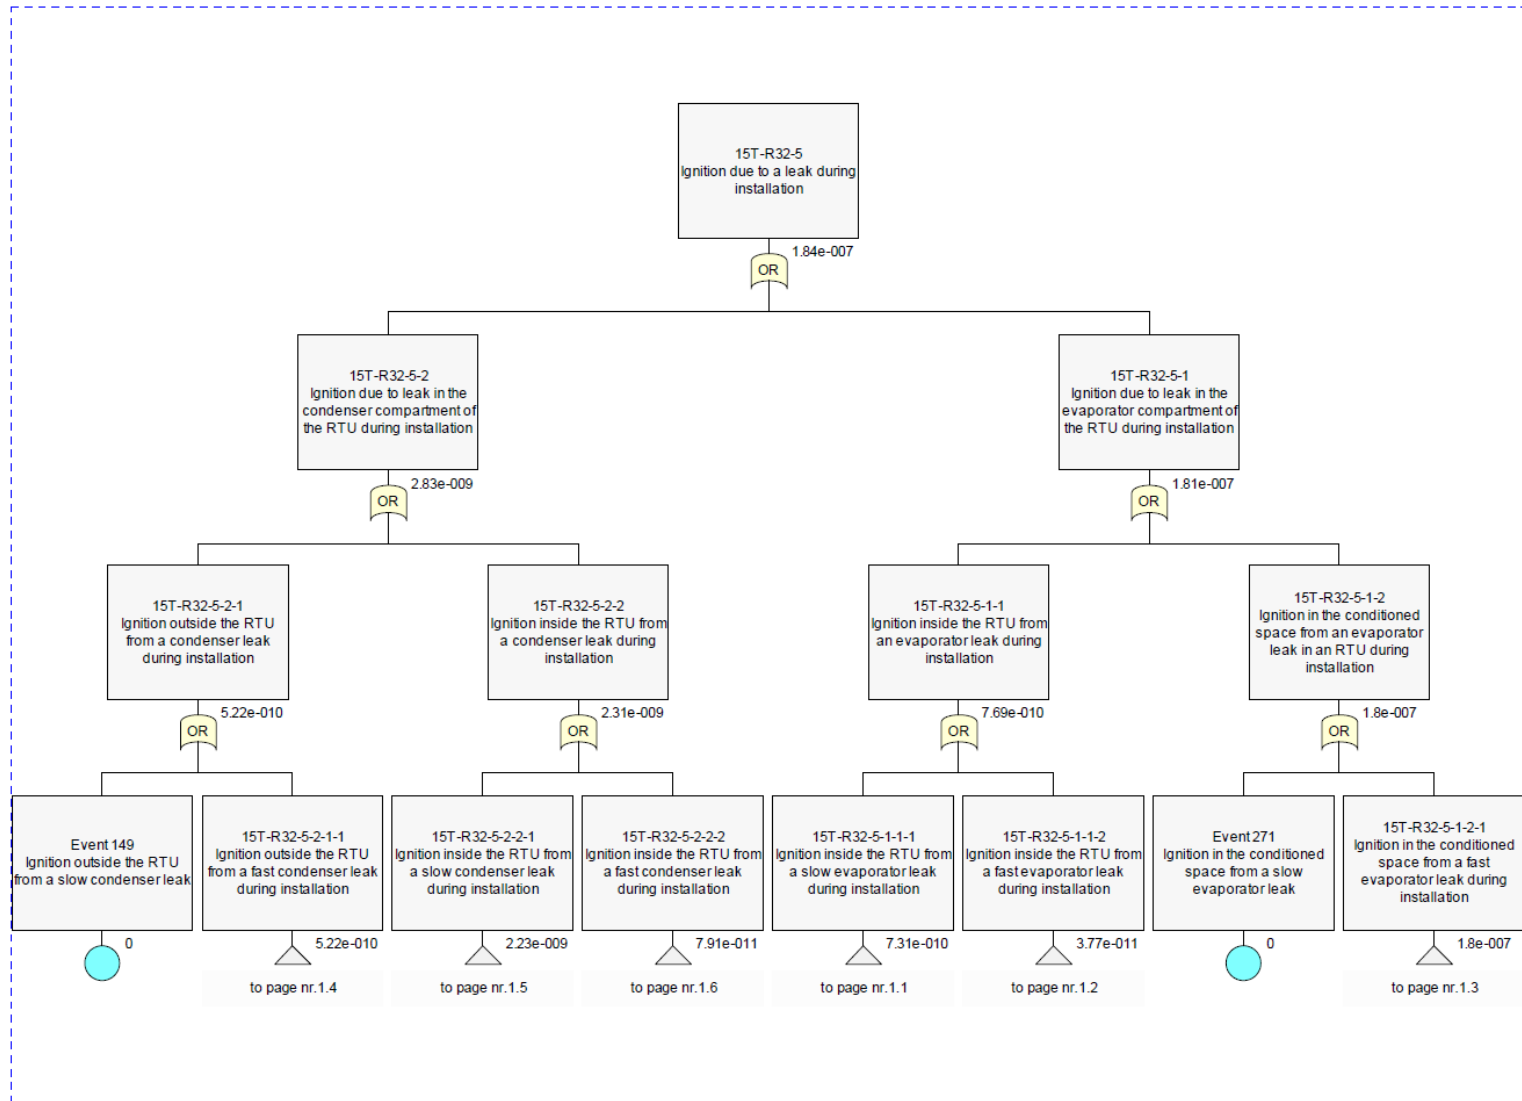 15T-R32-5
Ignition due to a leak during
installation
1.84e-007
OR
15T-R32-5-2
Ignition due to leak in the
condenser compartment of
the RTU during installation
2.83e-009
OR
15T-R32-5-1
Ignition due to leak in the
evaporator compartment of
the RTU during installation
1.81e-007
OR
15T-R32-5-2-1
Ignition outside the RTU
from a condenser leak
during installation
5.22e-010
OR
15T-R32-5-2-2
Ignition inside the RTU from
a condenser leak during
installation
2.31e-009
OR
15T-R32-5-1-1
Ignition inside the RTU from
an evaporator leak during
installation
7.69e-010
OR
15T-R32-5-1-2
Ignition in the conditioned
space from an evaporator
leak in an RTU during
installation
1.8e-007
OR
Event 149
Ignition outside the RTU
from a slow condenser leak
0
15T-R32-5-2-1-1
Ignition outside the RTU
from a fast condenser leak
during installation
5.22e-010
to page nr.1.4
15T-R32-5-2-2-1
Ignition inside the RTU from
a slow condenser leak
during installation
2.23e-009
to page nr.1.5
15T-R32-5-2-2-2
Ignition inside the RTU from
a fast condenser leak
during installation
7.91e-011
to page nr.1.6
15T-R32-5-1-1-1
Ignition inside the RTU from
a slow evaporator leak
during installation
7.31e-010
to page nr.1.1
15T-R32-5-1-1-2
Ignition inside the RTU from
a fast evaporator leak
during installation
3.77e-011
to page nr.1.2
Event 271
Ignition in the conditioned
space from a slow
evaporator leak
0
15T-R32-5-1-2-1
Ignition in the conditioned
space from a fast
evaporator leak during
installation
1.8e-007
to page nr.1.3